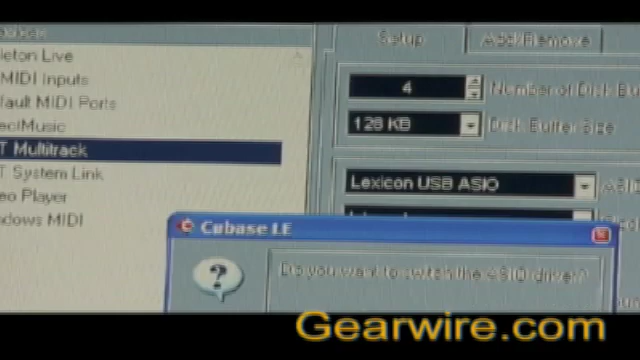 Setup
Add/Remove
leton Live
MIDI Inputs
fault MIDI Ports
ectMusic
T Multitrack
T System Link
eo Player
ndows MIDI
4
Number of Disk Bu
128 KB
Disk Buffer Size
Lexicon USB ASIO
ASIO
Cubase LE
Do you want to switch the ASIO driver?
Gearwire.com